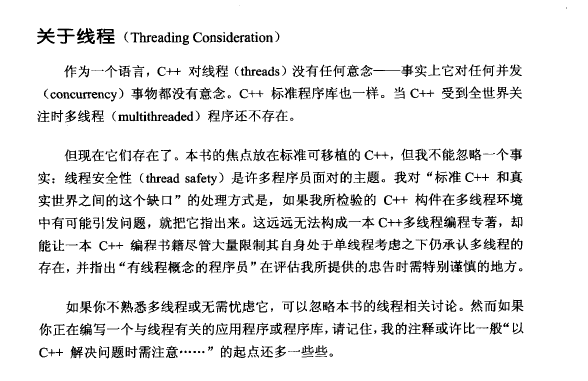 关于线程（Threading Consideration）
作为一个语言，C++ 对线程（threads）没有任何意念——事实上它对任何并发
（concurrency）事物都没有意念。C++ 标准程序库也一样。当 C++ 受到全世界关
注时多线程（multithreaded）程序还不存在。
但现在它们存在了。本书的焦点放在标准可移植的 C++，但我不能忽略一个事
实：线程安全性（thread safety）是许多程序员面对的主题。我对“标准 C++ 和真
实世界之间的这个缺口”的处理方式是，如果我所检验的 C++ 构件在多线程环境
中有可能引发问题，就把它指出来。这远远无法构成一本 C++多线程编程专著，却
能让一本 C++ 编程书籍尽管大量限制其自身处于单线程考虑之下仍承认多线程的
存在，并指出“有线程概念的程序员”在评估我所提供的忠告时需特别谨慎的地方。
如果你不熟悉多线程或无需忧虑它，可以忽略本书的线程相关讨论。然而如果
你正在编写一个与线程有关的应用程序或程序库，请记住，我的注释或许比一般“以
C++ 解决问题时需注意……”的起点还多一些些。